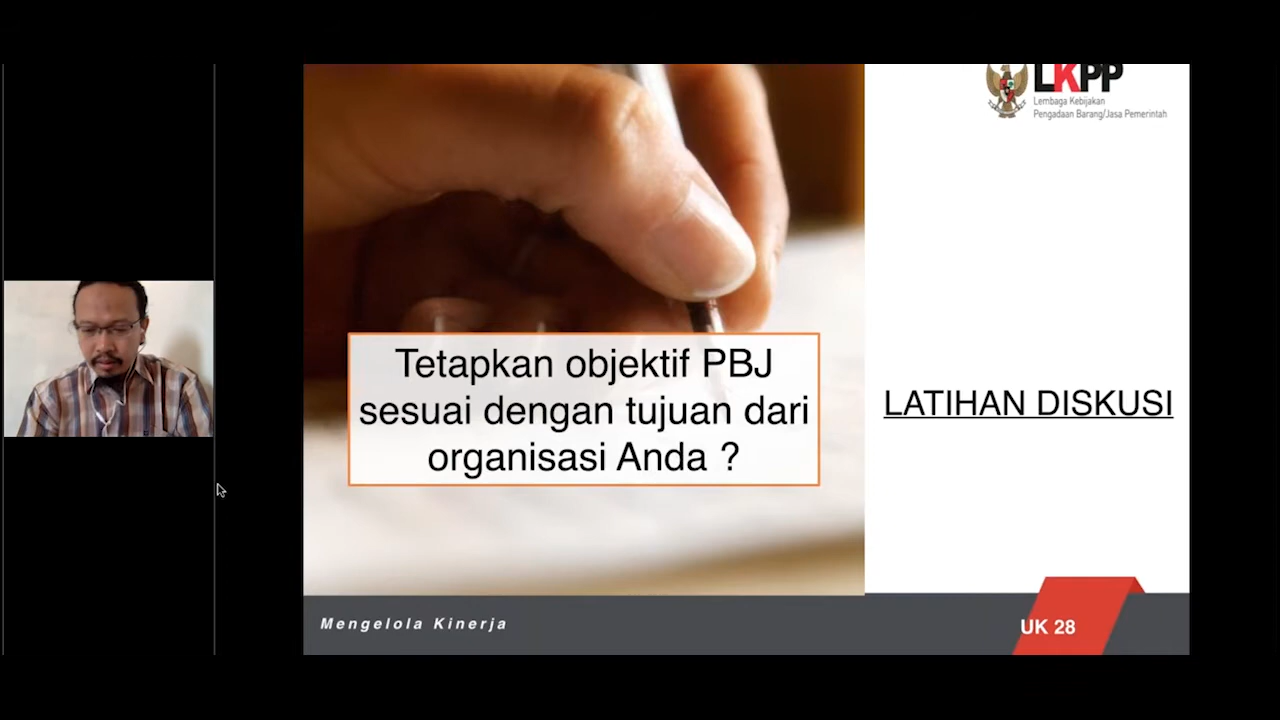 LKPP
Lembaga Kebijakan
Pengadaan Barang/Jasa Pemerintah
Tetapkan objektif PBJ
sesuai dengan tujuan dari
organisasi Anda ?
LATIHAN DISKUSI
Mengelola Kinerja
UK 28